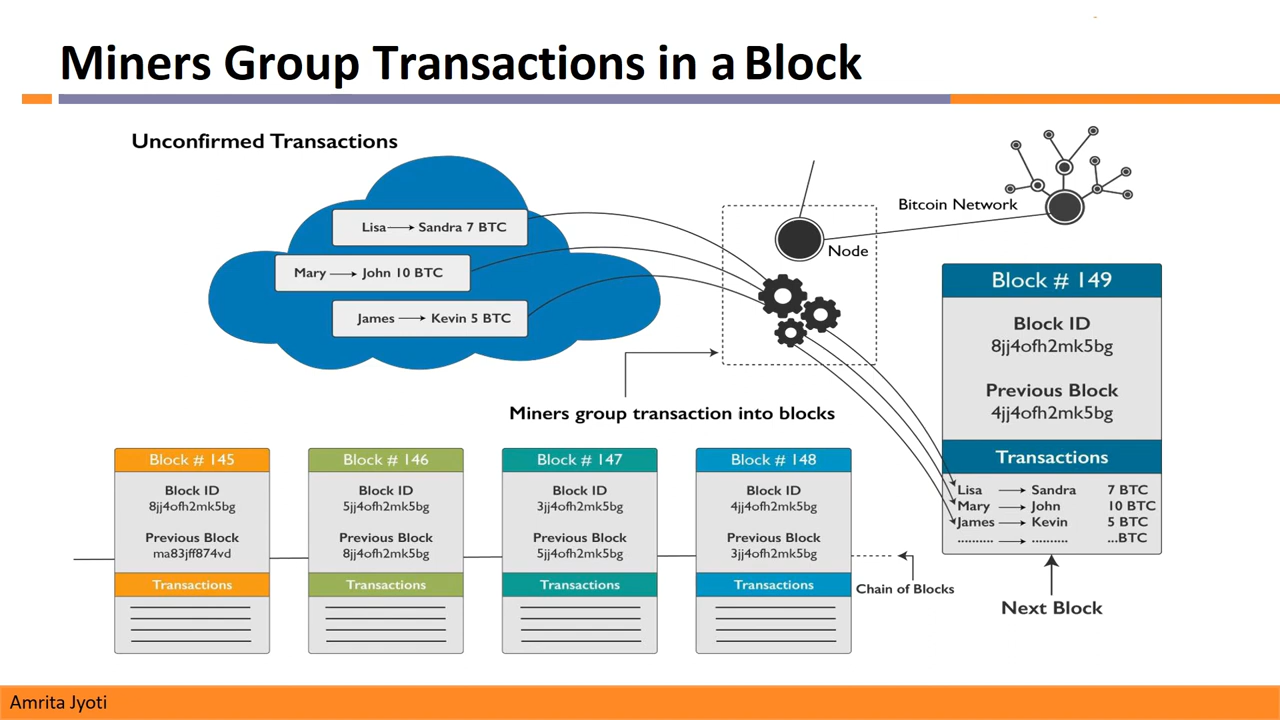 Miners Group Transactions in a Block
Unconfirmed Transactions
Lisa → Sandra 7 BTC
Mary → John 10 BTC
James → Kevin 5 BTC
Node
Bitcoin Network
Miners group transaction into blocks
Block # 149
Block ID
8jj4ofh2mk5bg
Previous Block
4jj4ofh2mk5bg
Transactions
Lisa → Sandra 7 BTC
Mary → John 10 BTC
James → Kevin 5 BTC
.......... → .......... ...BTC
Next Block
Block # 145
Block ID
8jj4ofh2mk5bg
Previous Block
ma83jff874vd
Transactions
Block # 146
Block ID
5jj4ofh2mk5bg
Previous Block
8jj4ofh2mk5bg
Transactions
Block # 147
Block ID
3jj4ofh2mk5bg
Previous Block
5jj4ofh2mk5bg
Transactions
Block # 148
Block ID
4jj4ofh2mk5bg
Previous Block
3jj4ofh2mk5bg
Transactions
Chain of Blocks
Amrita Jyoti